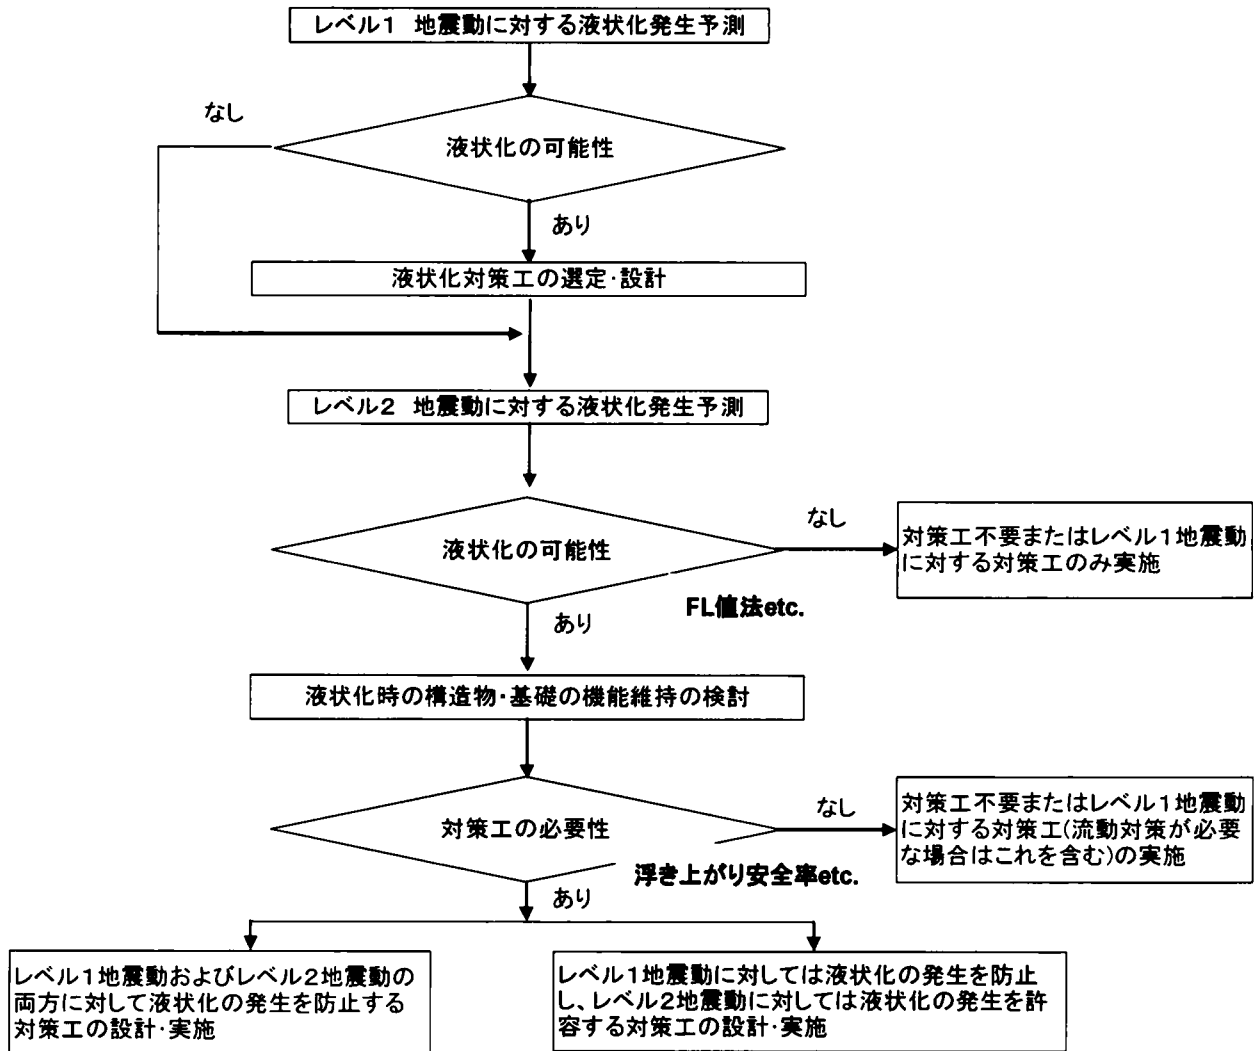 レベル1 地震動に対する液状化発生予測
なし
液状化の可能性
あり
液状化対策工の選定・設計
レベル2 地震動に対する液状化発生予測
液状化の可能性
なし
対策工不要またはレベル1地震動
に対する対策工のみ実施
FL値法etc.
あり
液状化時の構造物・基礎の機能維持の検討
対策工の必要性
なし
対策工不要またはレベル1地震動
に対する対策工(流動対策が必要
な場合はこれを含む)の実施
浮き上がり安全率etc.
あり
レベル1地震動およびレベル2地震動の
両方に対して液状化の発生を防止する
対策工の設計・実施
レベル1地震動に対しては液状化の発生を防止
し、レベル2地震動に対しては液状化の発生を許
容する対策工の設計・実施